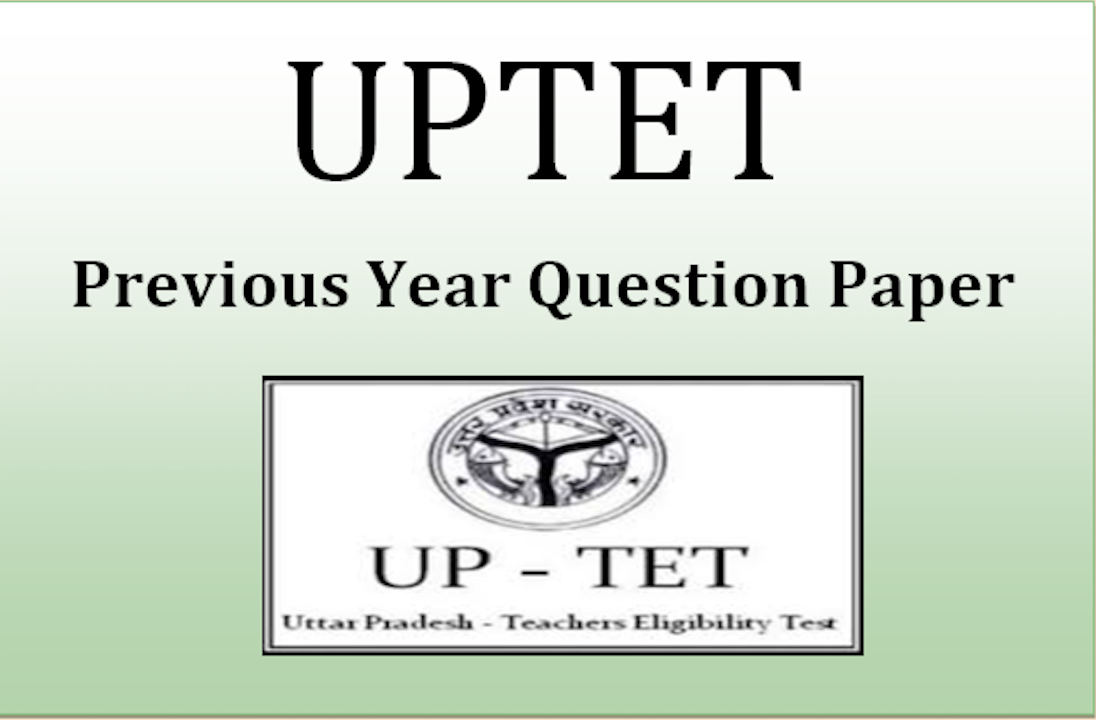 UPTET
Previous Year Question Paper
उत्तर प्रदेश सरकार
UP - TET
Uttar Pradesh - Teachers Eligibility Test